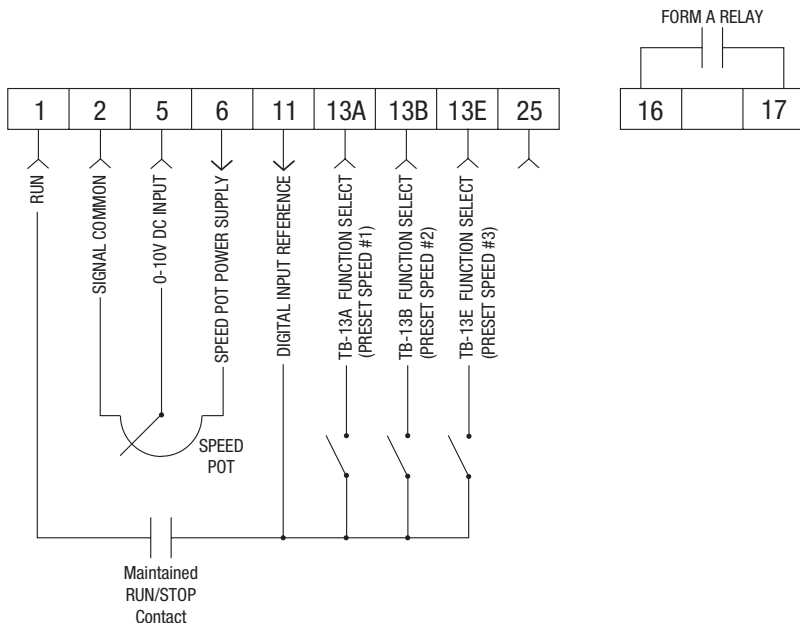 FORM A RELAY
1 2 5 6 11 13A 13B 13E 25 16 17
RUN
SIGNAL COMMON
0-10V DC INPUT
SPEED POT POWER SUPPLY
DIGITAL INPUT REFERENCE
TB-13A FUNCTION SELECT
(PRESET SPEED #1)
TB-13B FUNCTION SELECT
(PRESET SPEED #2)
TB-13E FUNCTION SELECT
(PRESET SPEED #3)
SPEED
POT
Maintained
RUN/STOP
Contact